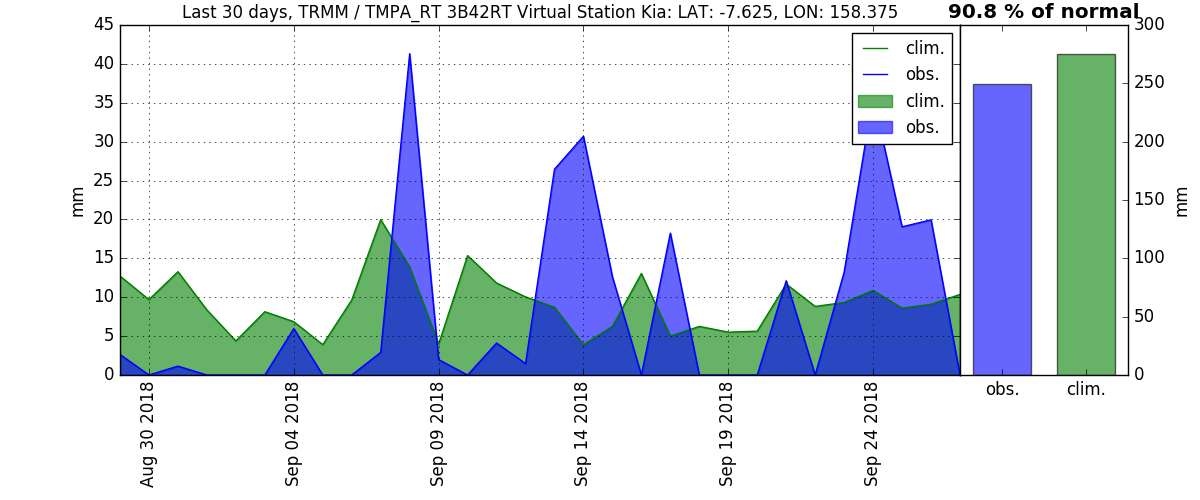 Last 30 days, TRMM / TMPA_RT 3B42RT Virtual Station Kia: LAT: -7.625, LON: 158.375
90.8 % of normal
45
40
35
30
25
20
15
10
5
0
mm
clim.
obs.
clim.
obs.
Aug 30 2018
Sep 04 2018
Sep 09 2018
Sep 14 2018
Sep 19 2018
Sep 24 2018
300
250
200
150
100
50
0
mm
obs.
clim.